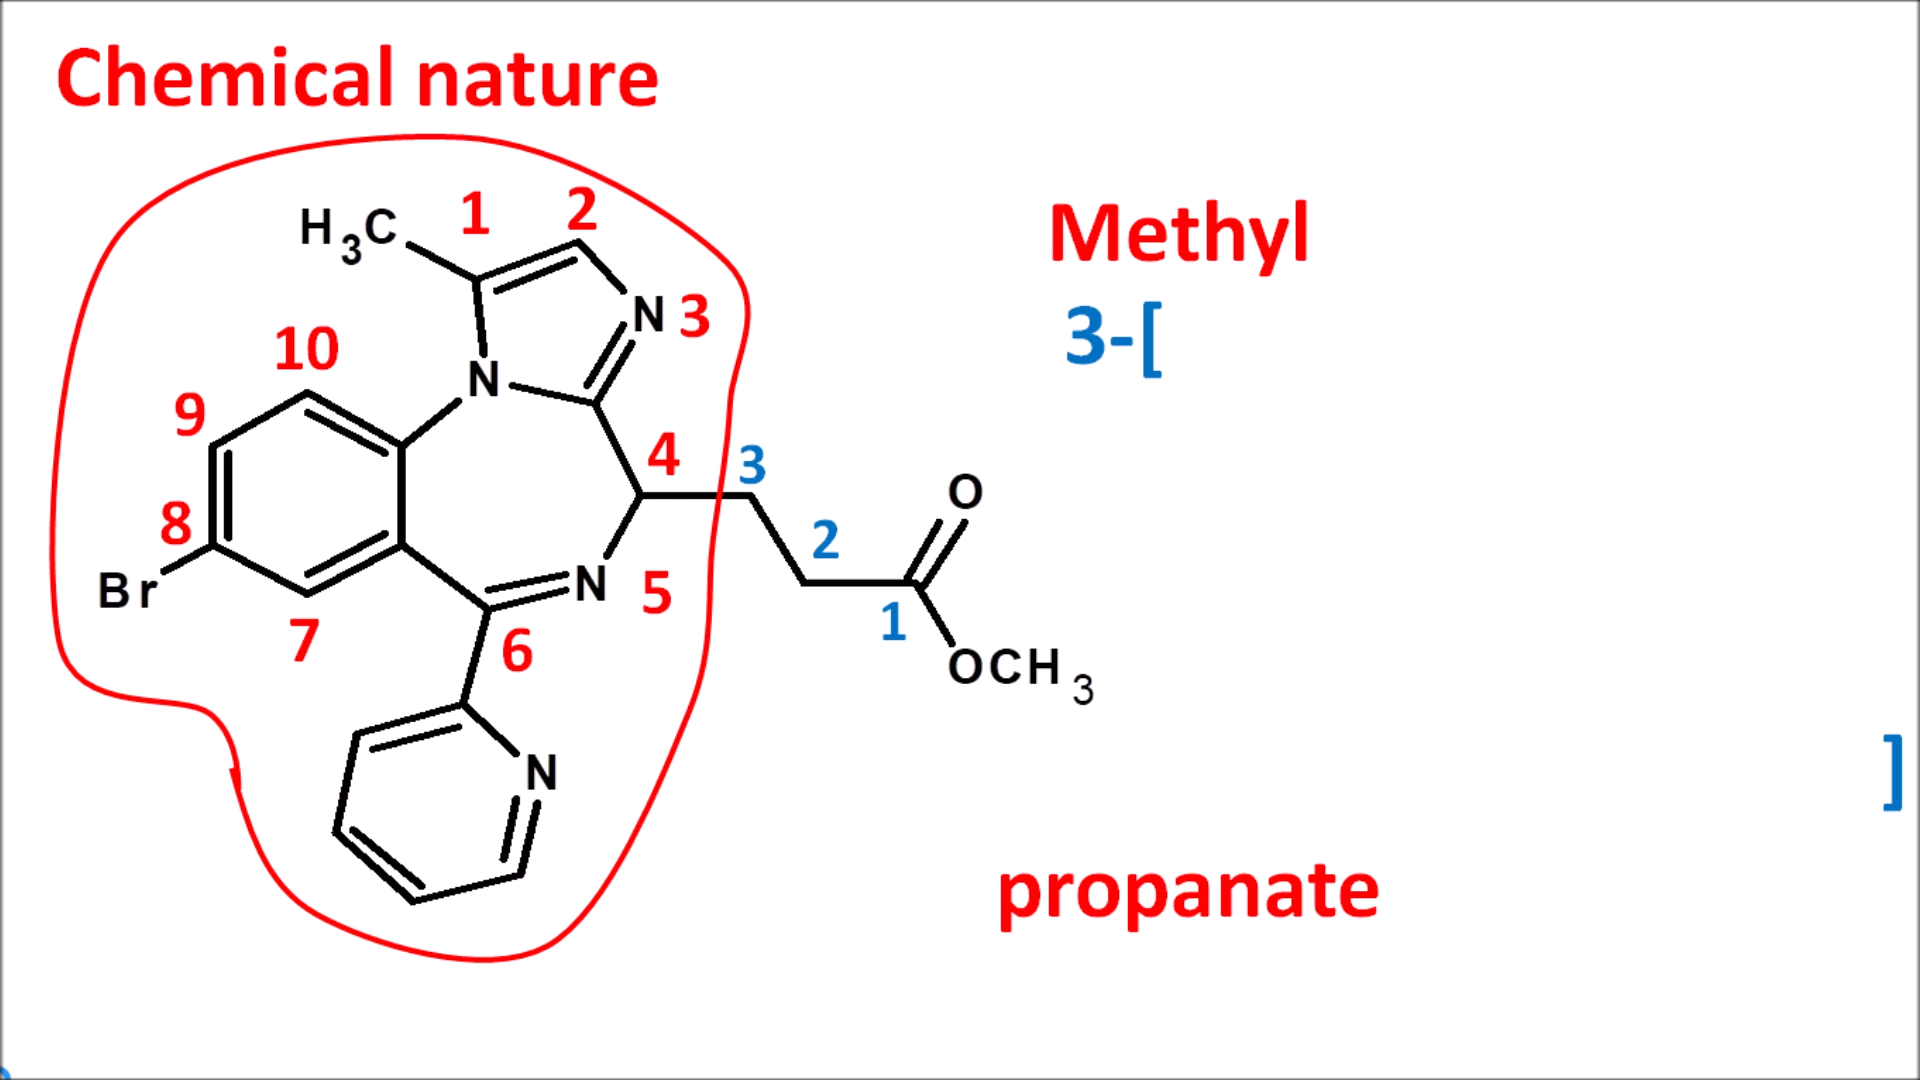 Chemical nature
1 2
H3C
Methyl
N 3
3-[
10
N
9
4 3
O
8
2
Br
N 5
1
7
6
OCH3
N
]
propanate